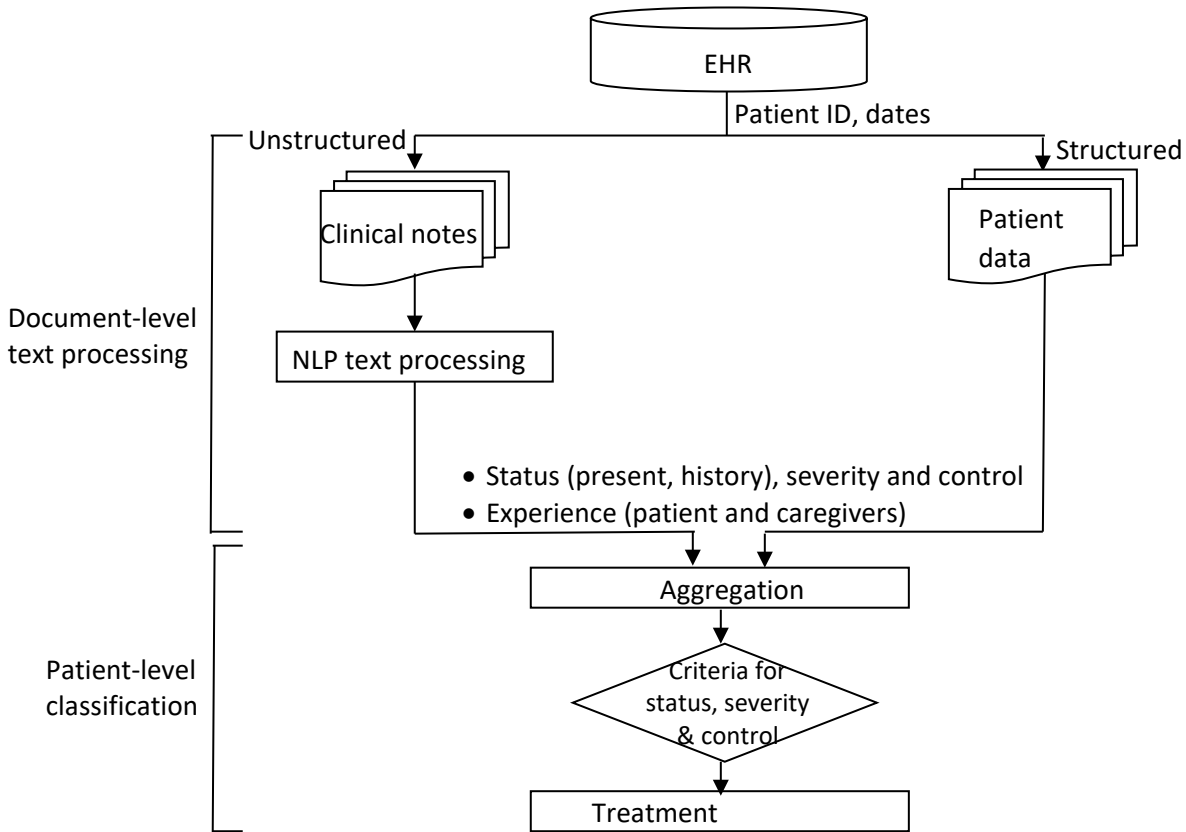 EHR
Patient ID, dates
Unstructured
Structured
Clinical notes
Patient
data
Document-level
text processing
NLP text processing
• Status (present, history), severity and control
• Experience (patient and caregivers)
Aggregation
Patient-level
classification
Criteria for
status, severity
& control
Treatment